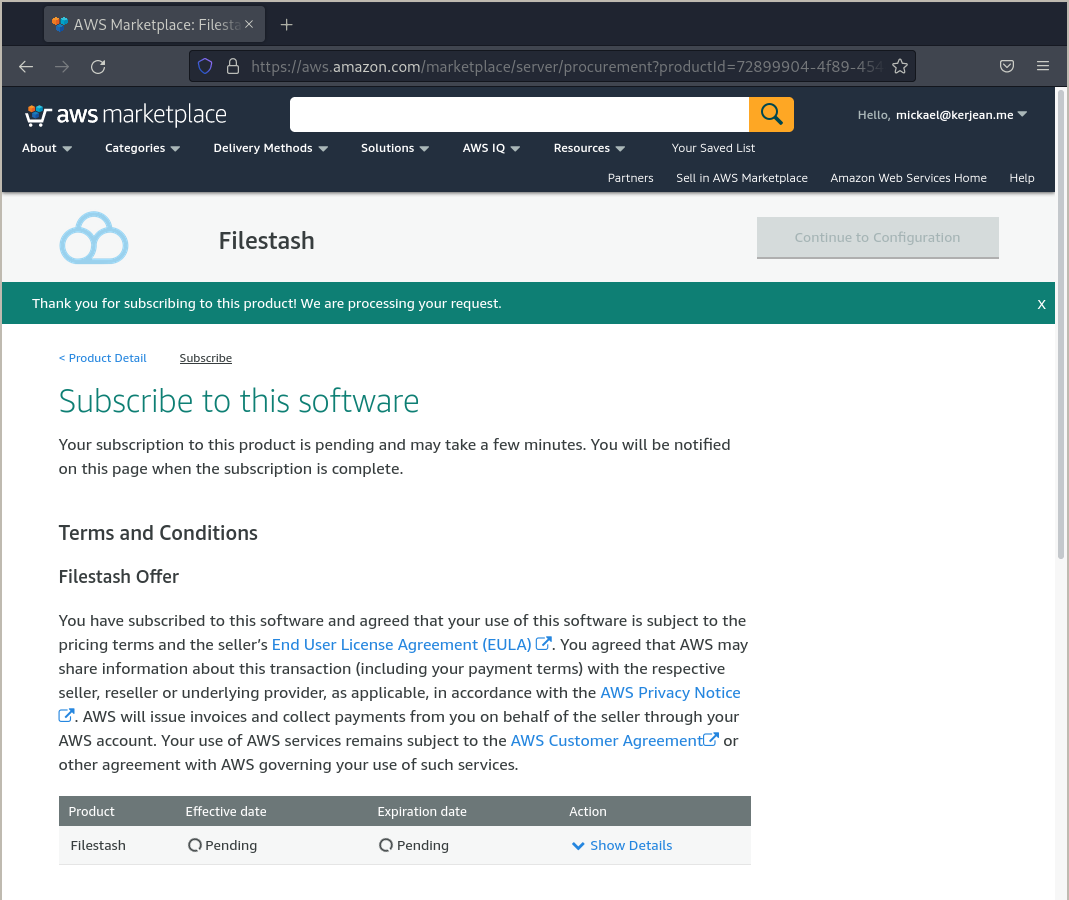 AWS Marketplace: Filesta
https://aws.amazon.com/marketplace/server/procurement?productId=72899904-4f89-454
aws marketplace
Hello, mickael@kerjean.me
About Categories Delivery Methods Solutions AWS IQ Resources Your Saved List
Partners Sell in AWS Marketplace Amazon Web Services Home Help
Filestash
Continue to Configuration
Thank you for subscribing to this product! We are processing your request.
x
< Product Detail Subscribe
Subscribe to this software
Your subscription to this product is pending and may take a few minutes. You will be notified
on this page when the subscription is complete.
Terms and Conditions
Filestash Offer
You have subscribed to this software and agreed that your use of this software is subject to the
pricing terms and the seller’s End User License Agreement (EULA). You agreed that AWS may
share information about this transaction (including your payment terms) with the respective
seller, reseller or underlying provider, as applicable, in accordance with the AWS Privacy Notice
. AWS will issue invoices and collect payments from you on behalf of the seller through your
AWS account. Your use of AWS services remains subject to the AWS Customer Agreement or
other agreement with AWS governing your use of such services.
Product Effective date Expiration date Action
Filestash Pending Pending Show Details